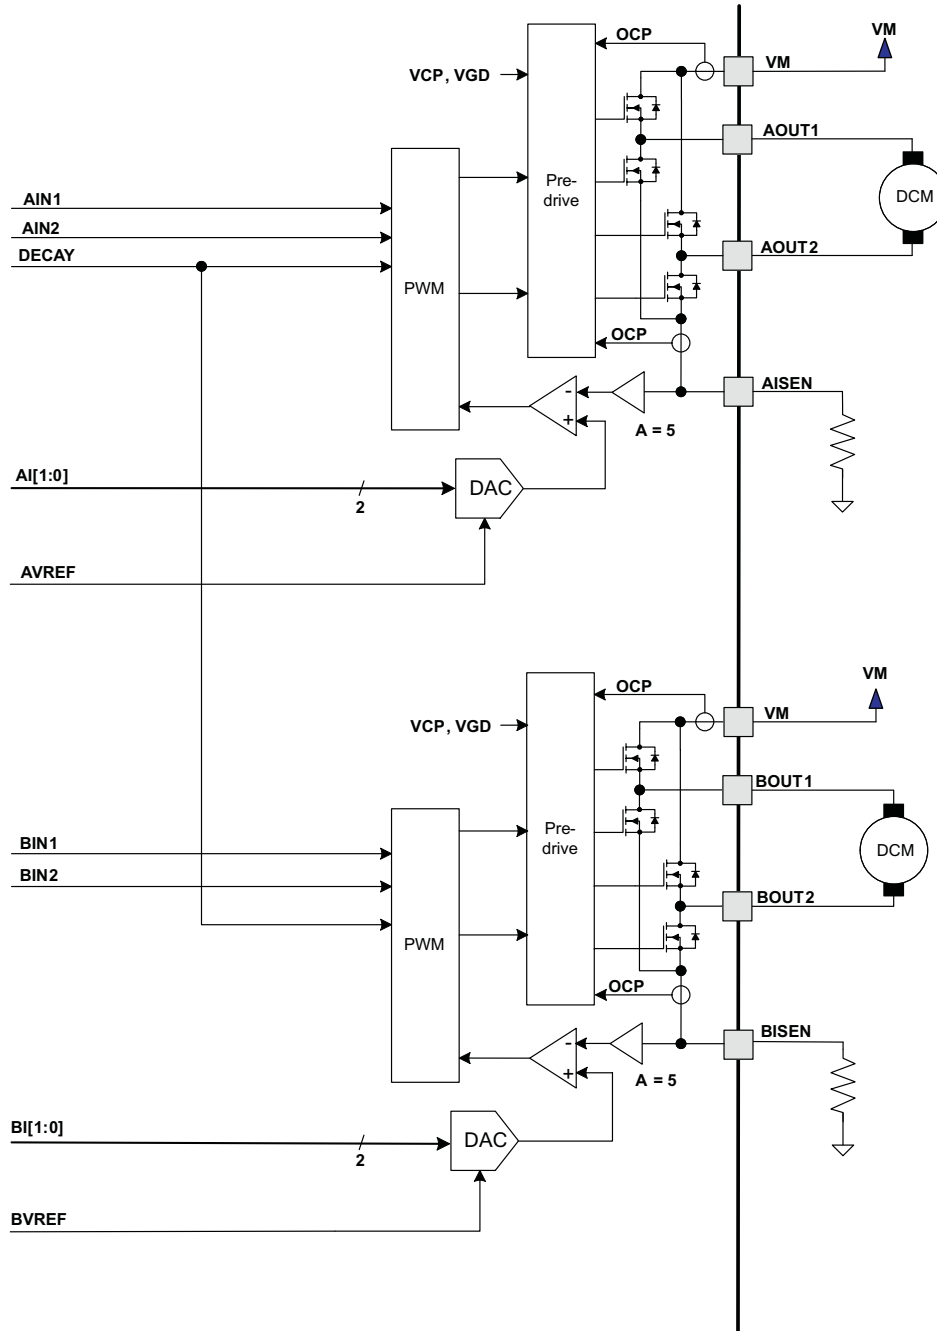 OCP
VM
VCP, VGD
VM
AOUT1
Pre-
drive
DCM
AIN1
AIN2
DECAY
PWM
AOUT2
OCP
AISEN
-
+
A = 5
AI[1:0]
2
DAC
AVREF
OCP
VM
VCP, VGD
VM
BOUT1
Pre-
drive
DCM
BIN1
BIN2
PWM
BOUT2
OCP
BISEN
-
+
A = 5
BI[1:0]
2
DAC
BVREF